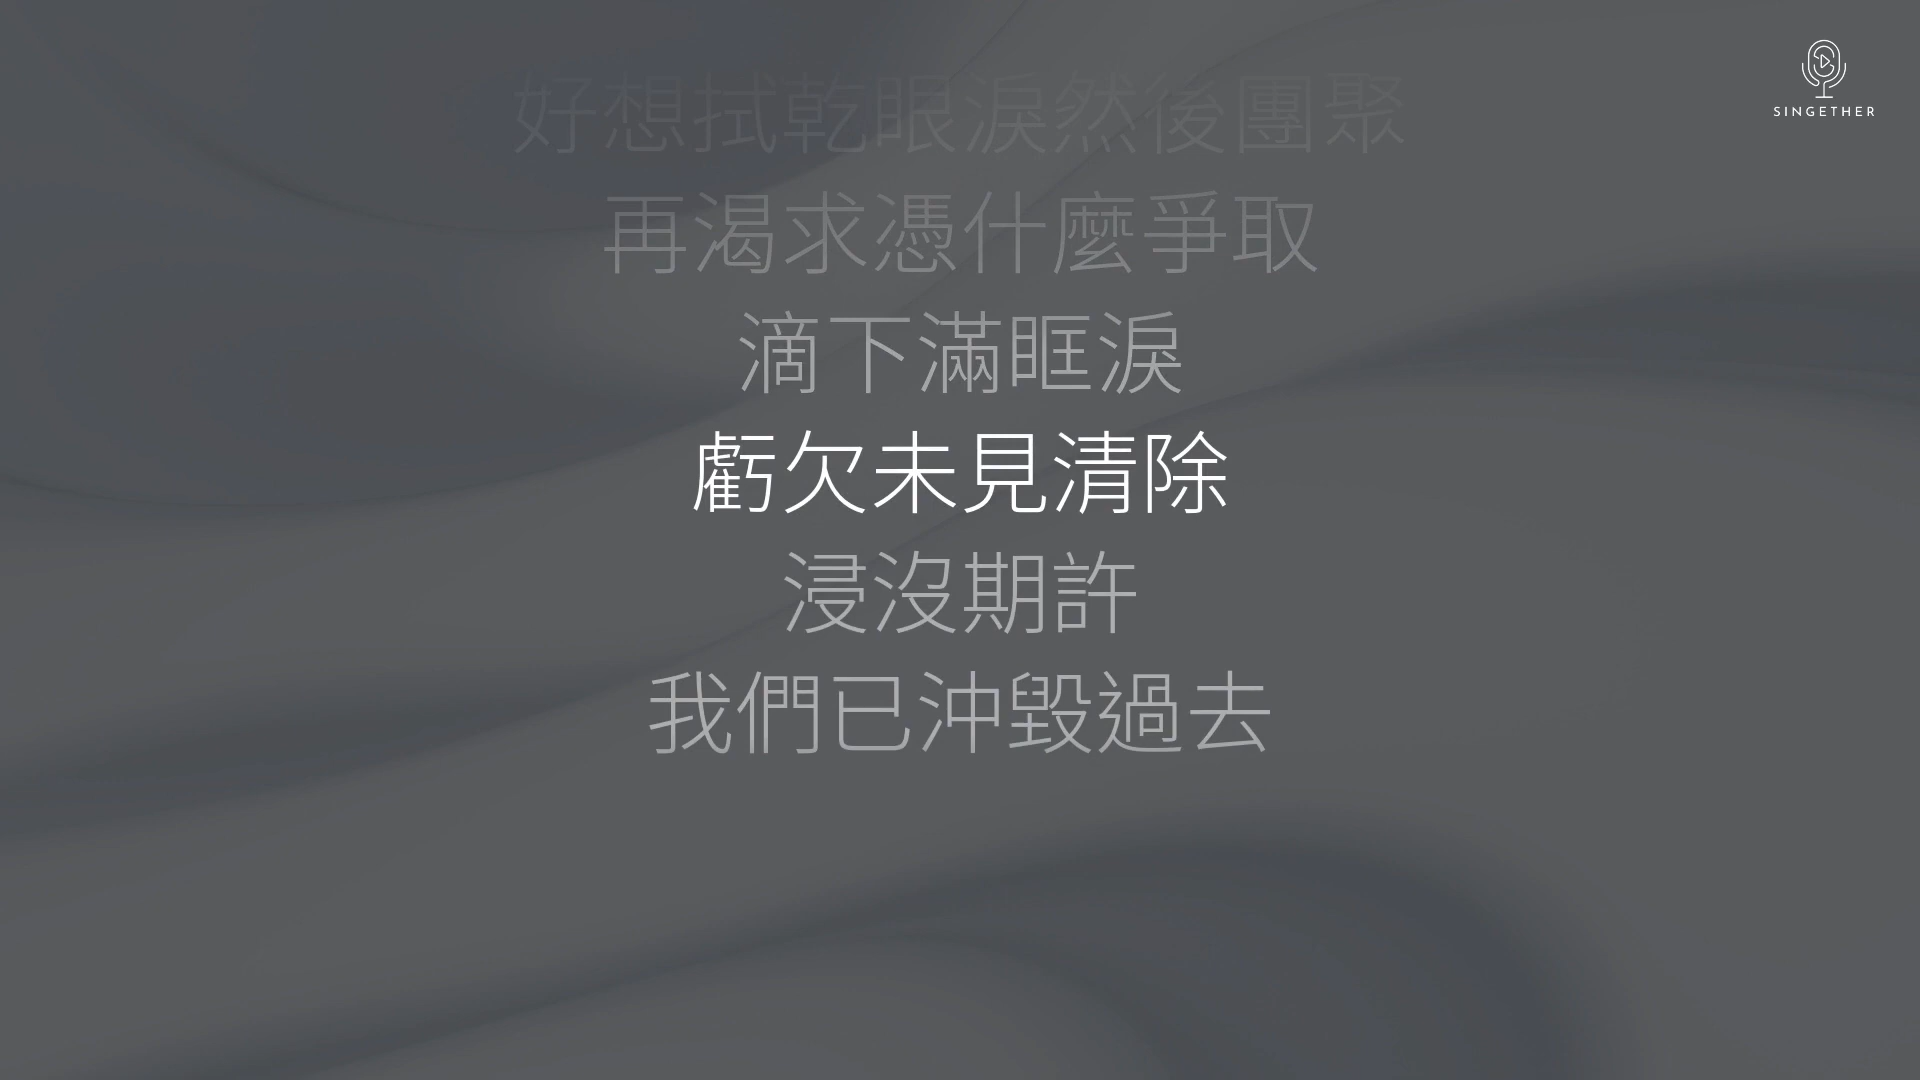 SINGETHER
好想拭乾眼淚然後團聚
再渴求憑什麼爭取
滴下滿眶淚
虧欠未見清除
浸沒期許
我們已沖毀過去